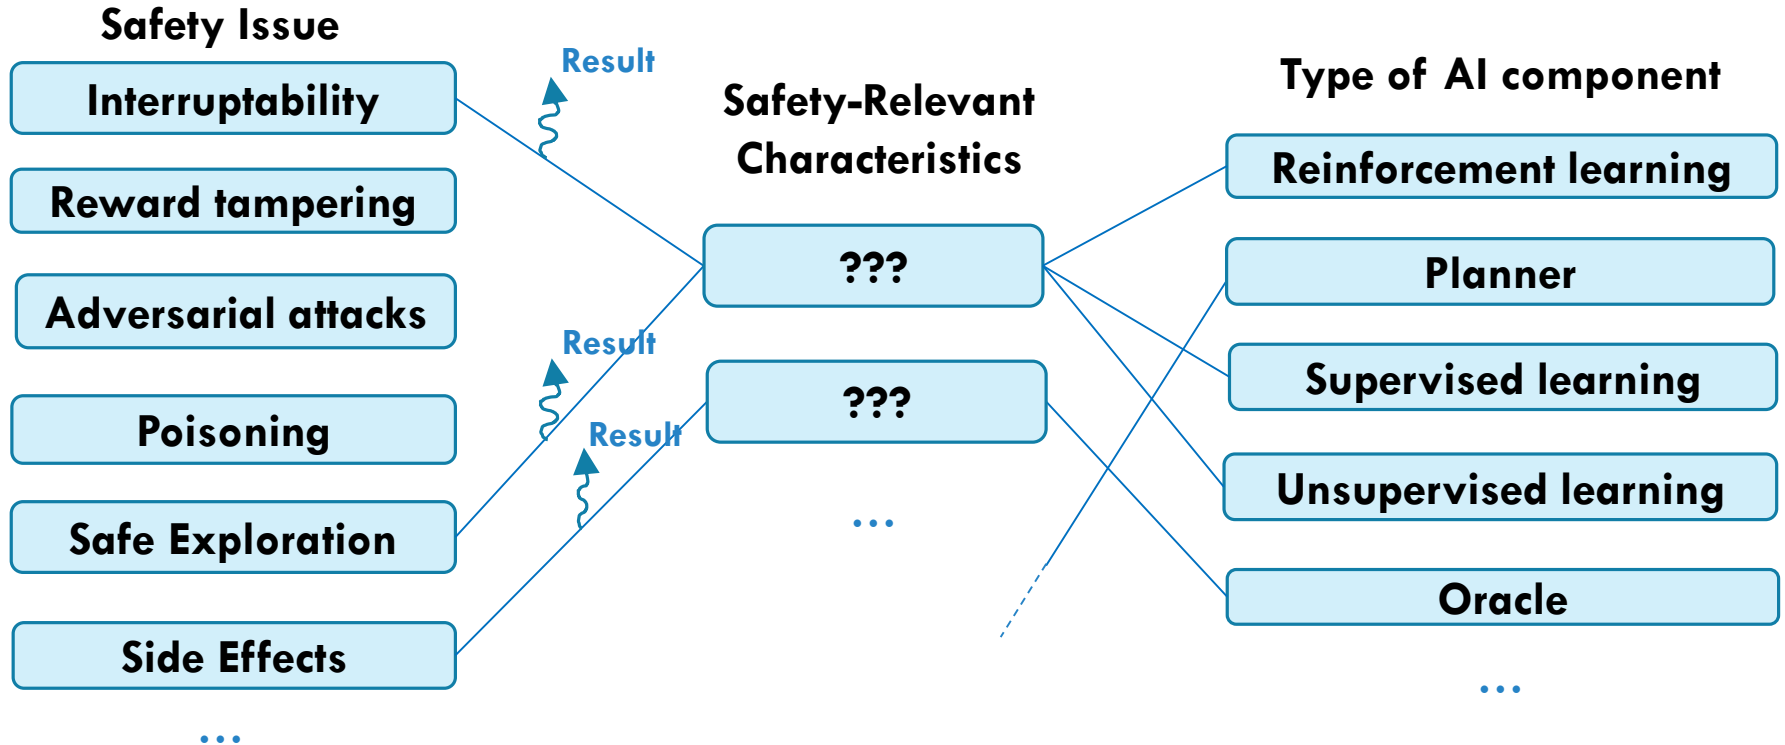 Safety Issue
Interruptability
Reward tampering
Adversarial attacks
Poisoning
Safe Exploration
Side Effects
...
Result
Result
Result
Safety-Relevant
Characteristics
???
???
...
Type of AI component
Reinforcement learning
Planner
Supervised learning
Unsupervised learning
Oracle
...